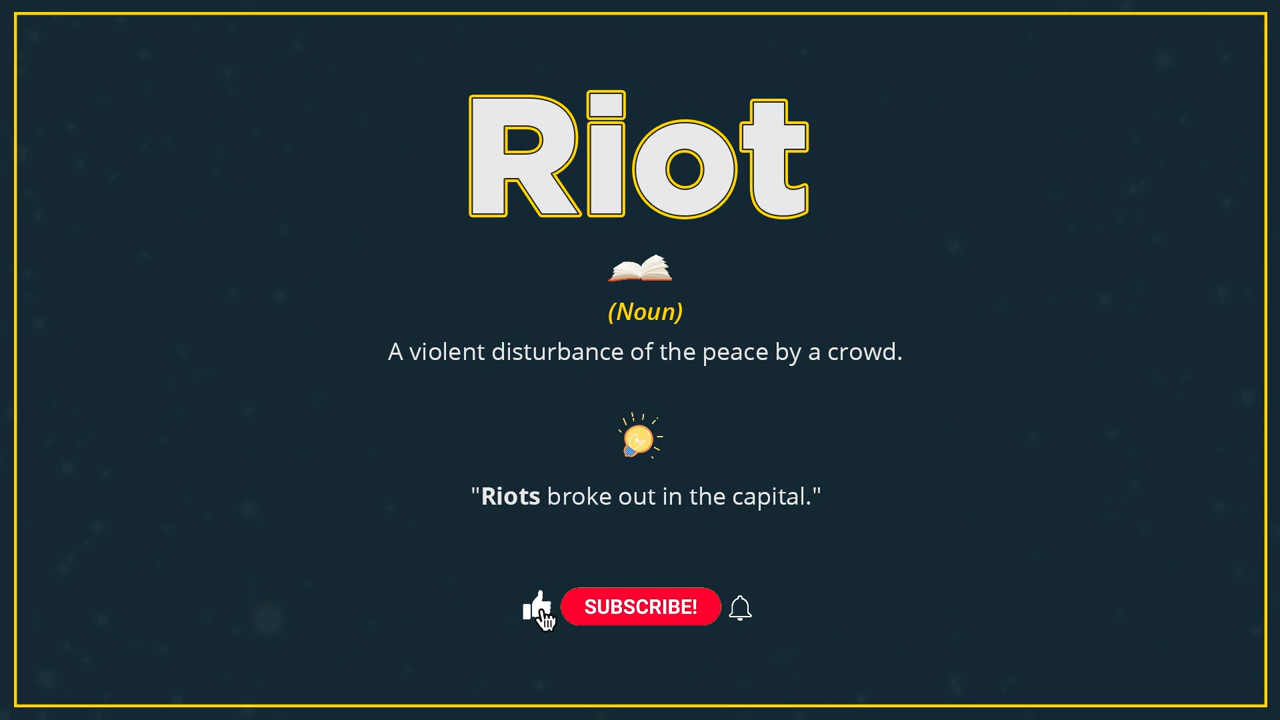 Riot
(Noun)
A violent disturbance of the peace by a crowd.
"Riots broke out in the capital."
SUBSCRIBE!